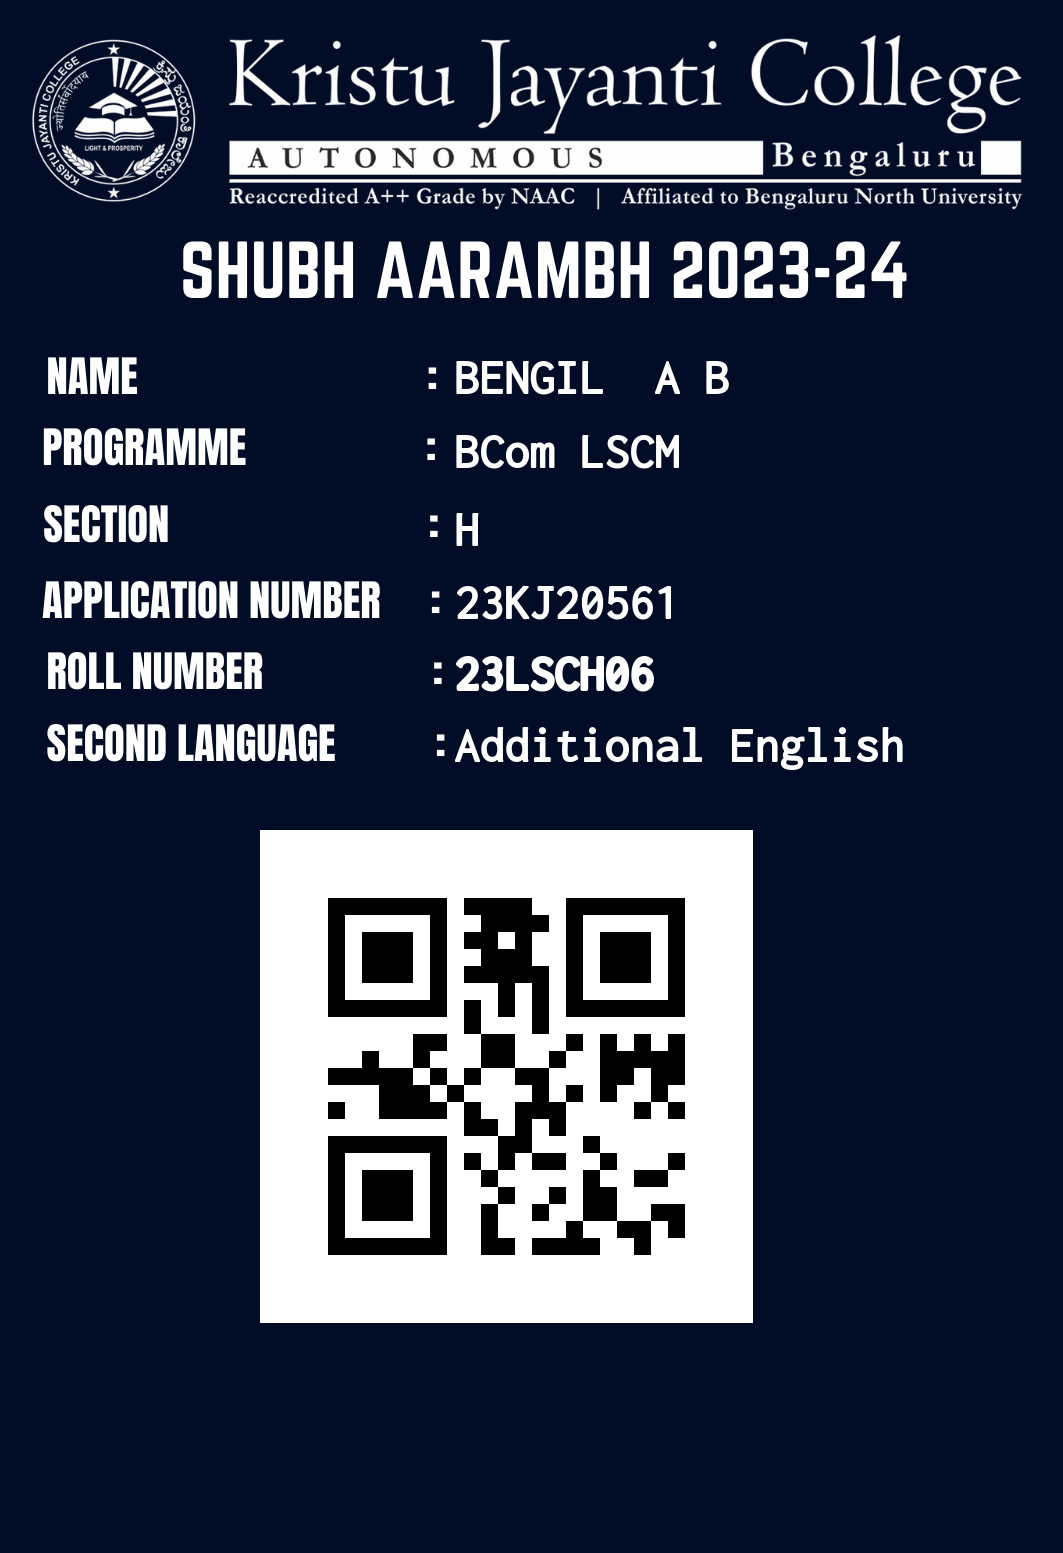 KRISTU JAYANTI COLLEGE
ಕ್ರಿಸ್ತು ಜಯಂತಿ ಕಾಲೇಜು
ज्योतिसंवर्धियाय
LIGHT & PROSPERITY
Kristu Jayanti College
AUTONOMOUS Bengaluru
Reaccredited A++ Grade by NAAC | Affiliated to Bengaluru North University
SHUBH AARAMBH 2023-24
NAME : BENGIL A B
PROGRAMME : BCom LSCM
SECTION : H
APPLICATION NUMBER : 23KJ20561
ROLL NUMBER : 23LSCH06
SECOND LANGUAGE : Additional English